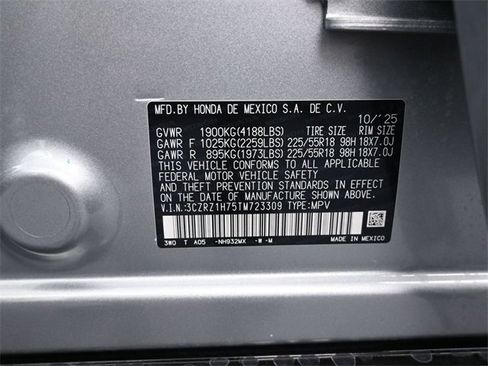 MFD.BY HONDA DE MEXICO S.A. DE C.V.
10/'25
GVWR 1900KG(4188LBS) TIRE SIZE RIM SIZE
GAWR F 1025KG(2259LBS) 225/55R18 98H 18X7.0J
GAWR R 895KG(1973LBS) 225/55R18 98H 18X7.0J
THIS VEHICLE CONFORMS TO ALL APPLICABLE
FEDERAL MOTOR VEHICLE SAFETY
STANDARDS IN EFFECT ON THE DATE OF
MANUFACTURE SHOWN ABOVE.
V.I.N.:3CZRZ1H75TM723309 TYPE:MPV
3W0 T A05 -NH932MX -W -M MADE IN MEXICO